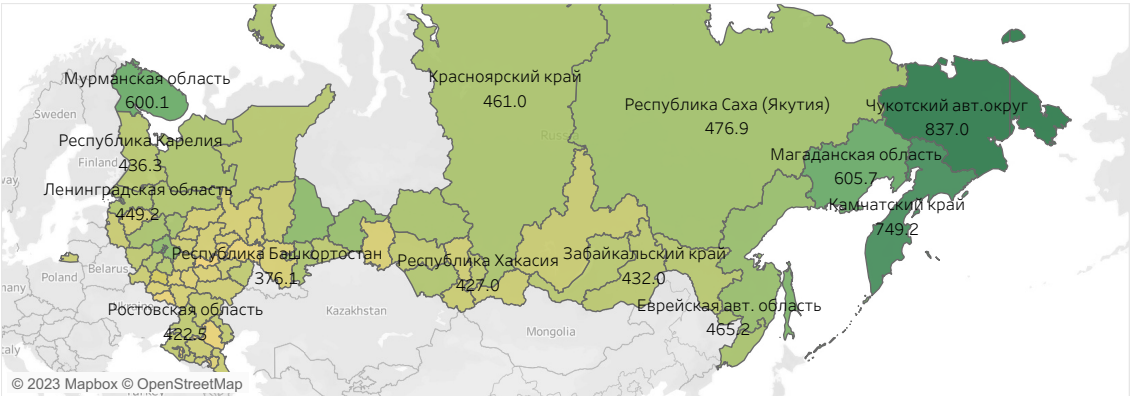 Мурманская область
600.1
Красноярский край
461.0
Республика Саха (Якутия)
476.9
Чукотский авт.округ
837.0
Sweden
Russia
Республика Карелия
436.3
Finland
Магаданская область
605.7
Ленинградская область
449.2
Камчатский край
749.2
Республика Башкортостан
376.1
Республика Хакасия
427.0
Забайкальский край
432.0
Belarus
Poland
Ростовская область
422.5
Kazakhstan
Еврейская авт. область
465.2
Mongolia
© 2023 Mapbox © OpenStreetMap